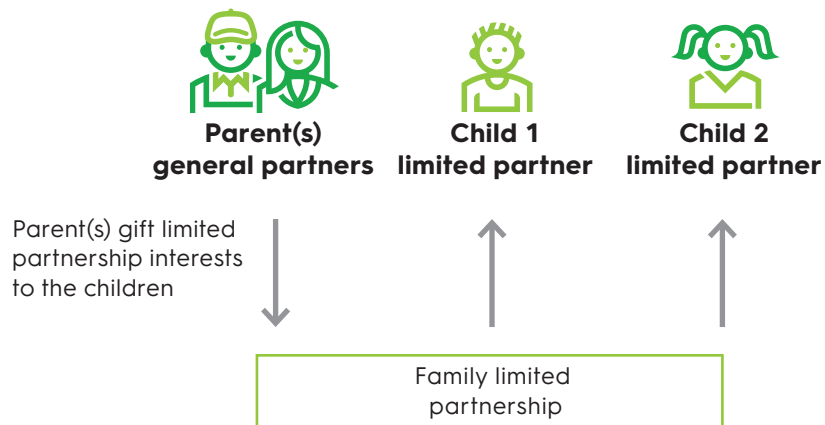 Parent(s)
general partners
Child 1
limited partner
Child 2
limited partner
Parent(s) gift limited
partnership interests
to the children
Family limited
partnership